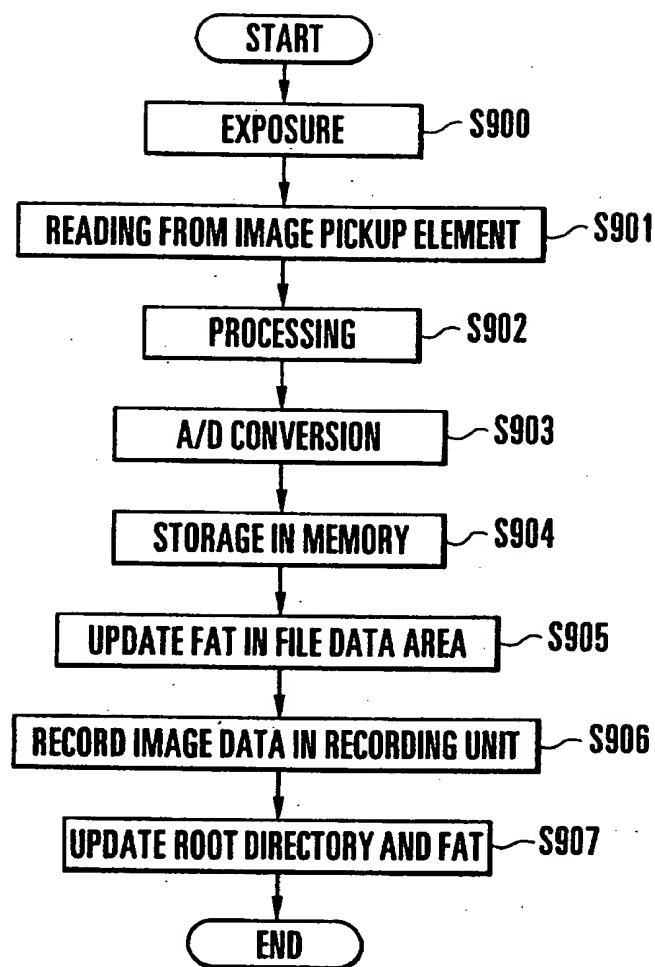 START
EXPOSURE S900
READING FROM IMAGE PICKUP ELEMENT S901
PROCESSING S902
A/D CONVERSION S903
STORAGE IN MEMORY S904
UPDATE FAT IN FILE DATA AREA S905
RECORD IMAGE DATA IN RECORDING UNIT S906
UPDATE ROOT DIRECTORY AND FAT S907
END